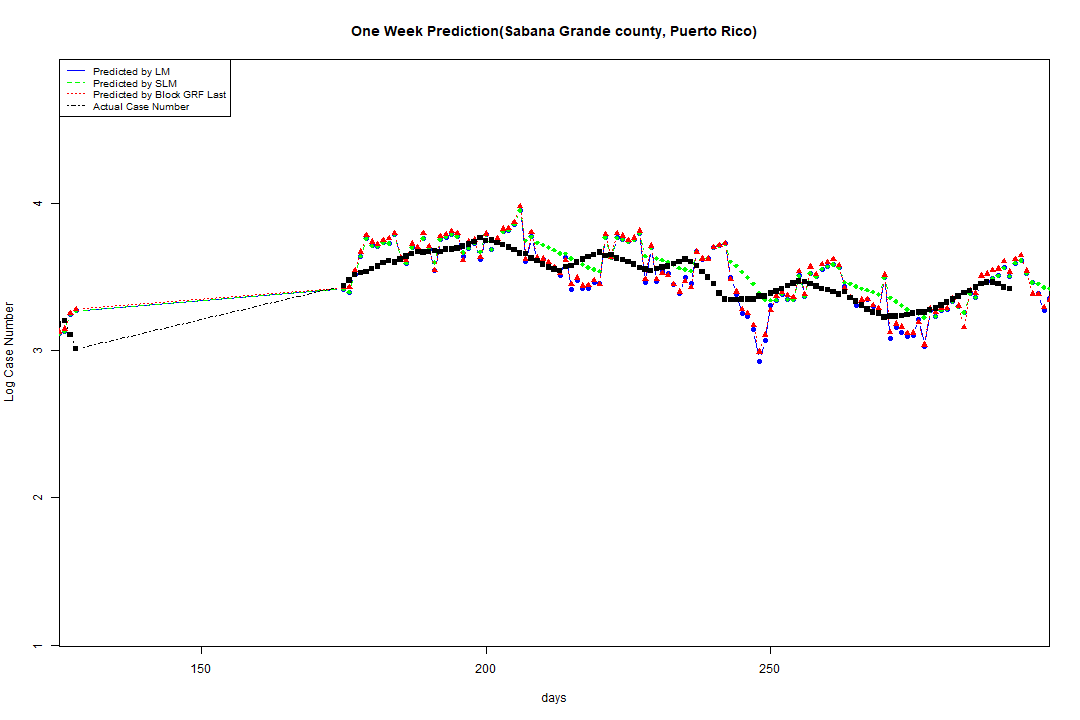 One Week Prediction(Sabana Grande county, Puerto Rico)
Predicted by LM
Predicted by SLM
Predicted by Block GRF Last
Actual Case Number
4
3
2
1
Log Case Number
150 200 250
days